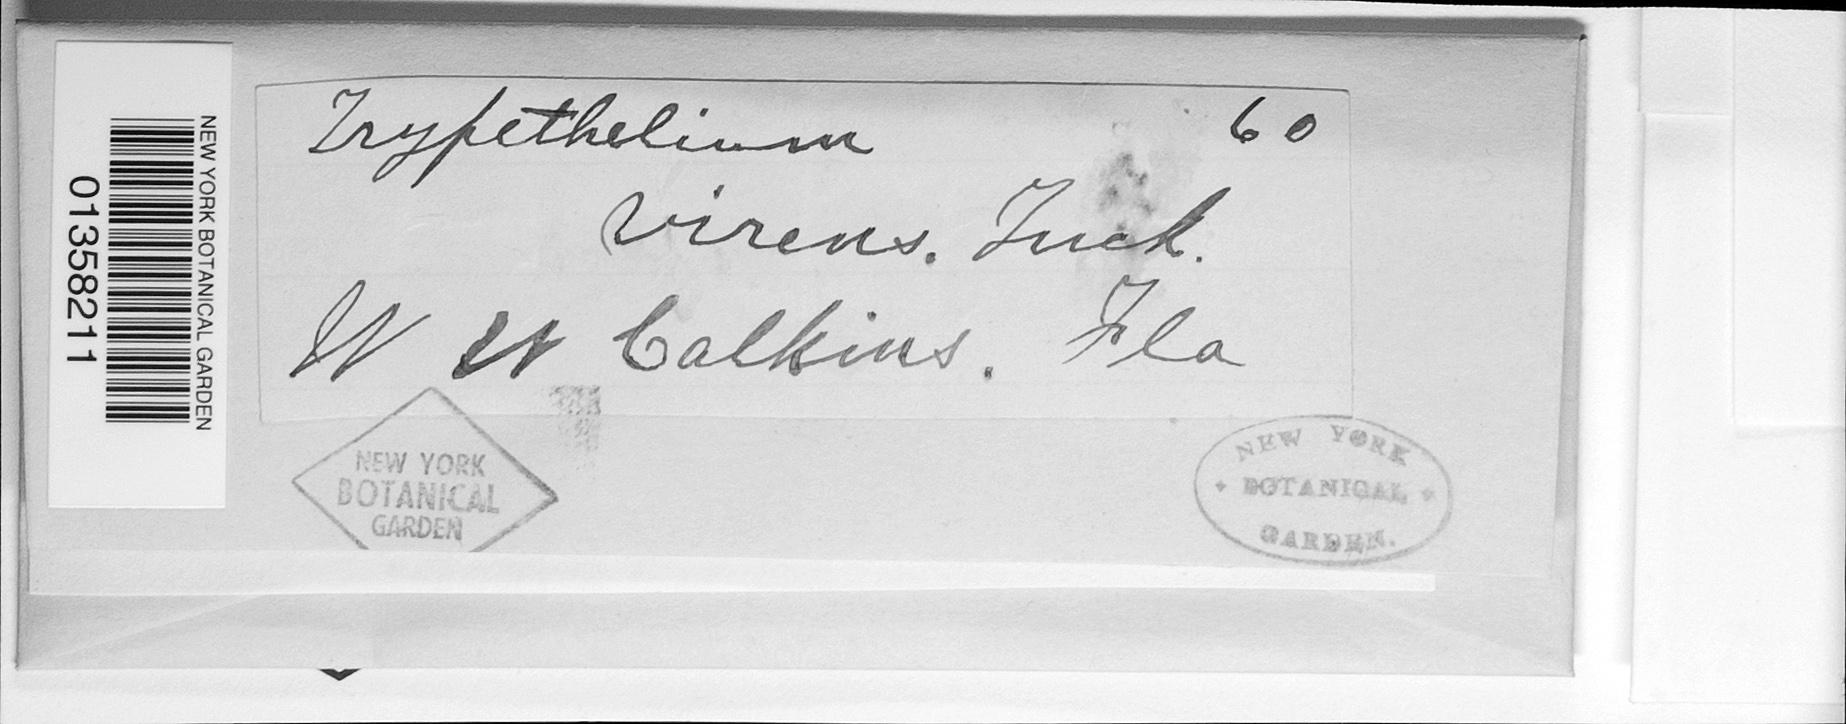 Trypethelium 60
virens. Tuck.
W W Calkins. Fla
NEW YORK
BOTANICAL
GARDEN
NEW YORK
BOTANICAL
GARDEN.
NEW YORK BOTANICAL GARDEN
01358211